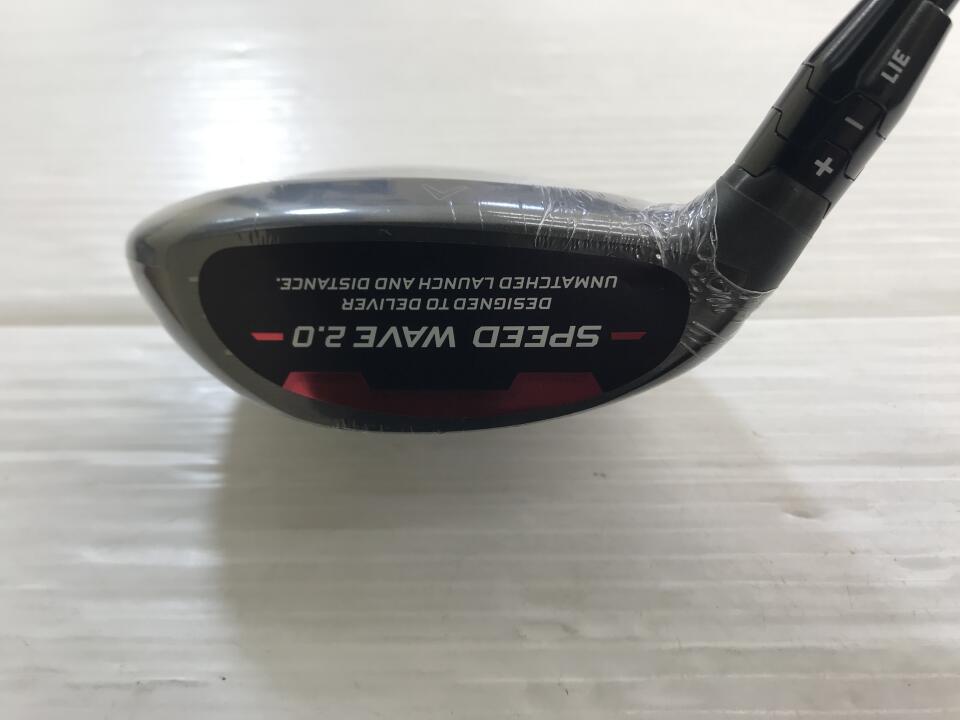 SPEED WAVE 2.0
DESIGNED TO DELIVER
UNMATCHED LAUNCH AND DISTANCE.
LIE
+ −